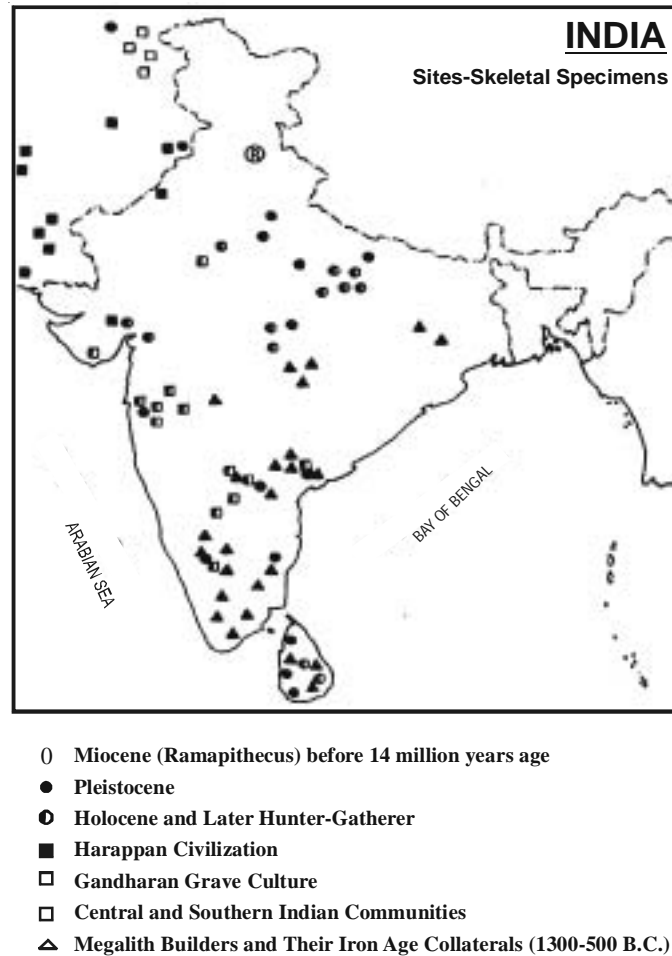 INDIA
Sites-Skeletal Specimens
R
ARABIAN SEA
BAY OF BENGAL
() Miocene (Ramapithecus) before 14 million years age
● Pleistocene
◐ Holocene and Later Hunter-Gatherer
■ Harappan Civilization
□ Gandharan Grave Culture
□ Central and Southern Indian Communities
△ Megalith Builders and Their Iron Age Collaterals (1300-500 B.C.)